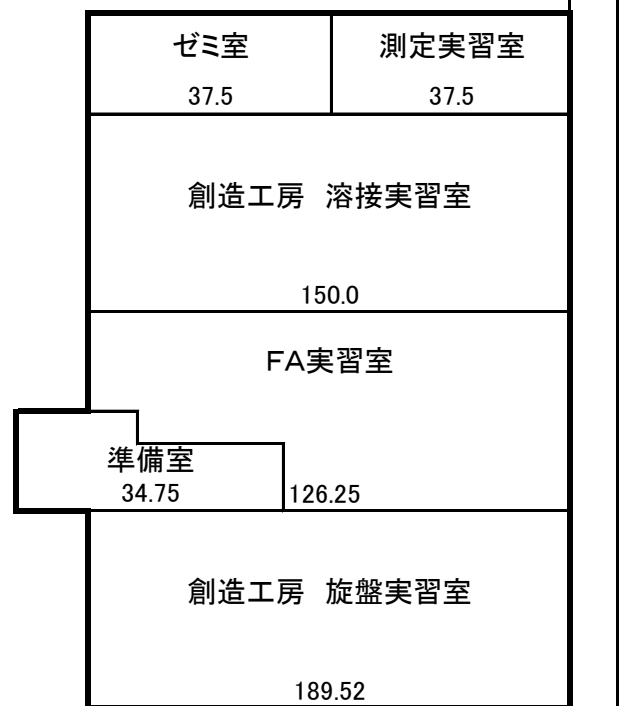 ゼミ室
測定実習室
37.5
37.5
創造工房 溶接実習室
150.0
FA実習室
準備室
34.75
126.25
創造工房 旋盤実習室
189.52